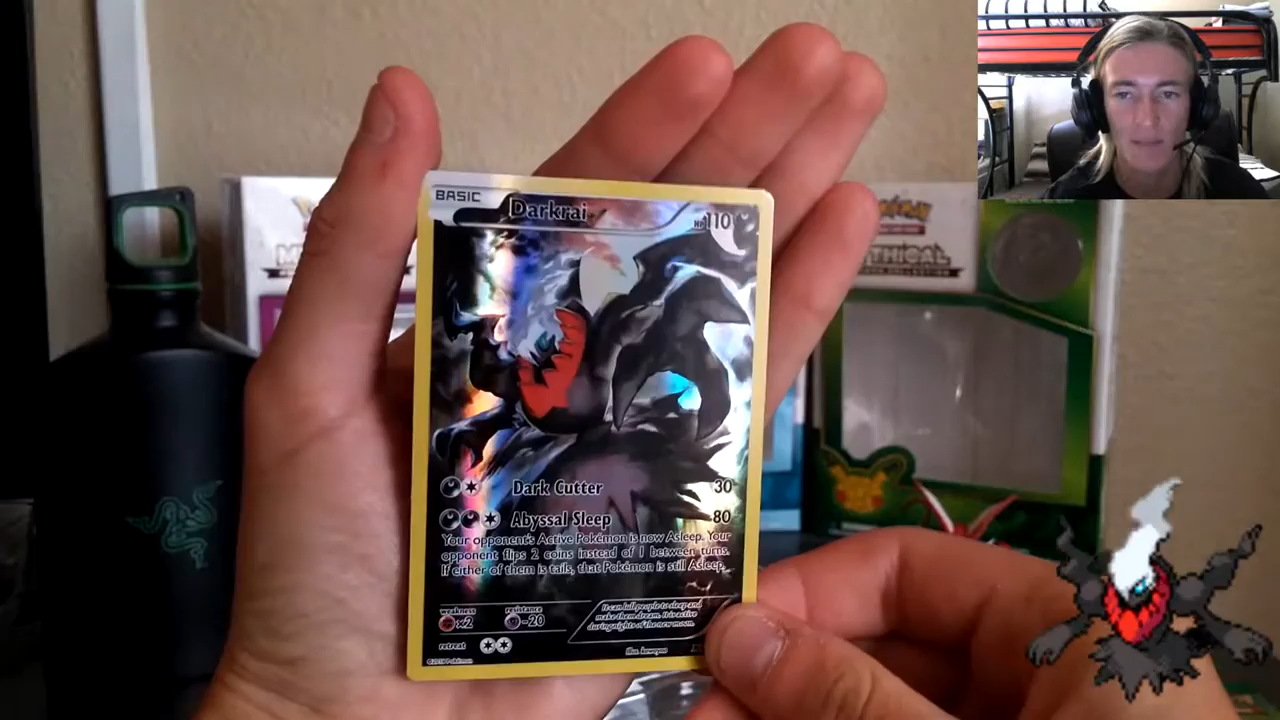 BASIC
Darkrai
HP110
Dark Cutter 30
Abyssal Sleep 80
Your opponent's Active Pokémon is now Asleep. Your
opponent flips 2 coins instead of 1 between turns.
If either of them is tails, that Pokémon is still Asleep.
weakness
x2
resistance
-20
It can lull people to sleep and
make them dream. It is active
during nights of the new moon.
retreat
THICAL